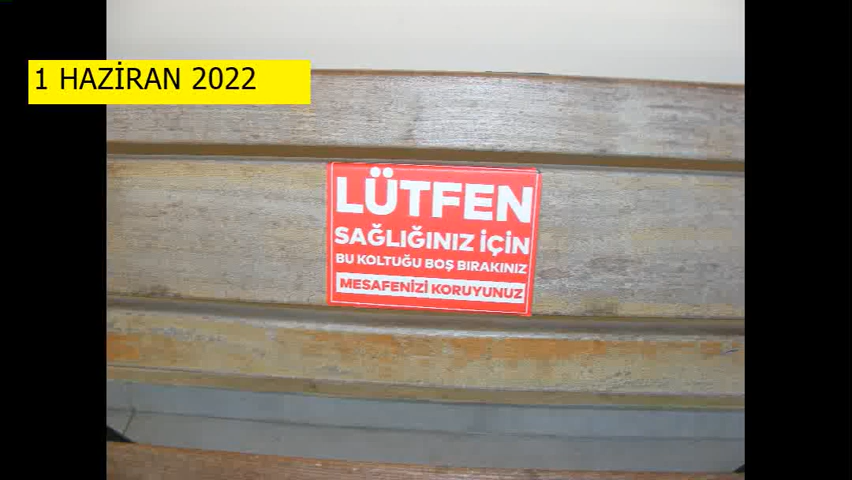 1 HAZİRAN 2022
LÜTFEN
SAĞLIĞINIZ İÇİN
BU KOLTUĞU BOŞ BIRAKINIZ
MESAFENİZİ KORUYUNUZ